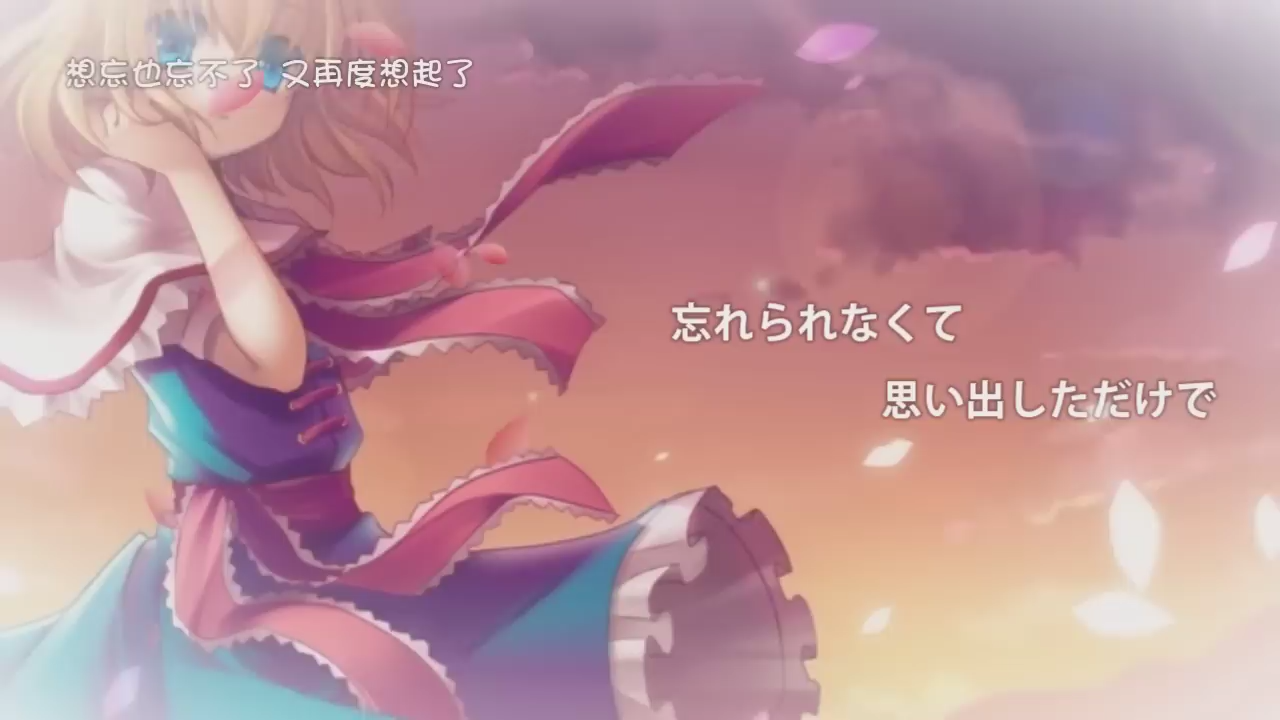 想忘也忘不了 又再度想起了
忘れられなくて
思い出しただけで